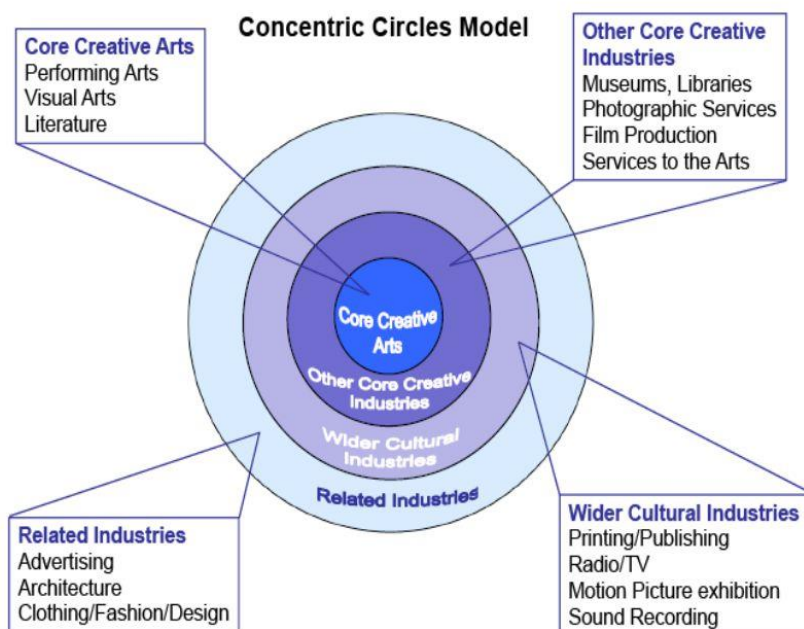 Concentric Circles Model
Core Creative Arts
Performing Arts
Visual Arts
Literature
Other Core Creative
Industries
Museums, Libraries
Photographic Services
Film Production
Services to the Arts
Core Creative
Arts
Other Core Creative
Industries
Wider Cultural
Industries
Related Industries
Related Industries
Advertising
Architecture
Clothing/Fashion/Design
Wider Cultural Industries
Printing/Publishing
Radio/TV
Motion Picture exhibition
Sound Recording